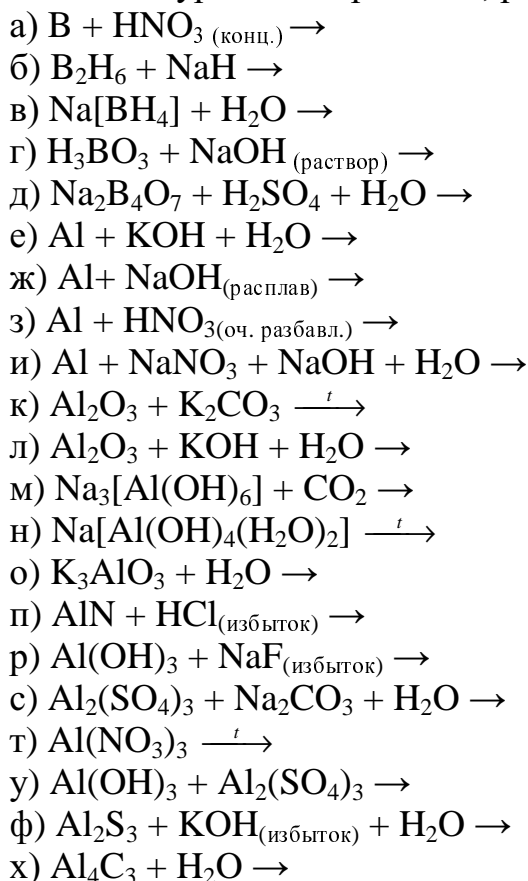 а) B + HNO₃ (конц.) →
б) B₂H₆ + NaH →
в) Na[BH₄] + H₂O →
г) H₃BO₃ + NaOH (раствор) →
д) Na₂B₄O₇ + H₂SO₄ + H₂O →
е) Al + KOH + H₂O →
ж) Al+ NaOH(расплав) →
з) Al + HNO₃(оч. разбавл.) →
и) Al + NaNO₃ + NaOH + H₂O →
к) Al₂O₃ + K₂CO₃ —t→
л) Al₂O₃ + KOH + H₂O →
м) Na₃[Al(OH)₆] + CO₂ →
н) Na[Al(OH)₄(H₂O)₂] —t→
о) K₃AlO₃ + H₂O →
п) AlN + HCl(избыток) →
р) Al(OH)₃ + NaF(избыток) →
с) Al₂(SO₄)₃ + Na₂CO₃ + H₂O →
т) Al(NO₃)₃ —t→
у) Al(OH)₃ + Al₂(SO₄)₃ →
ф) Al₂S₃ + KOH(избыток) + H₂O →
х) Al₄C₃ + H₂O →